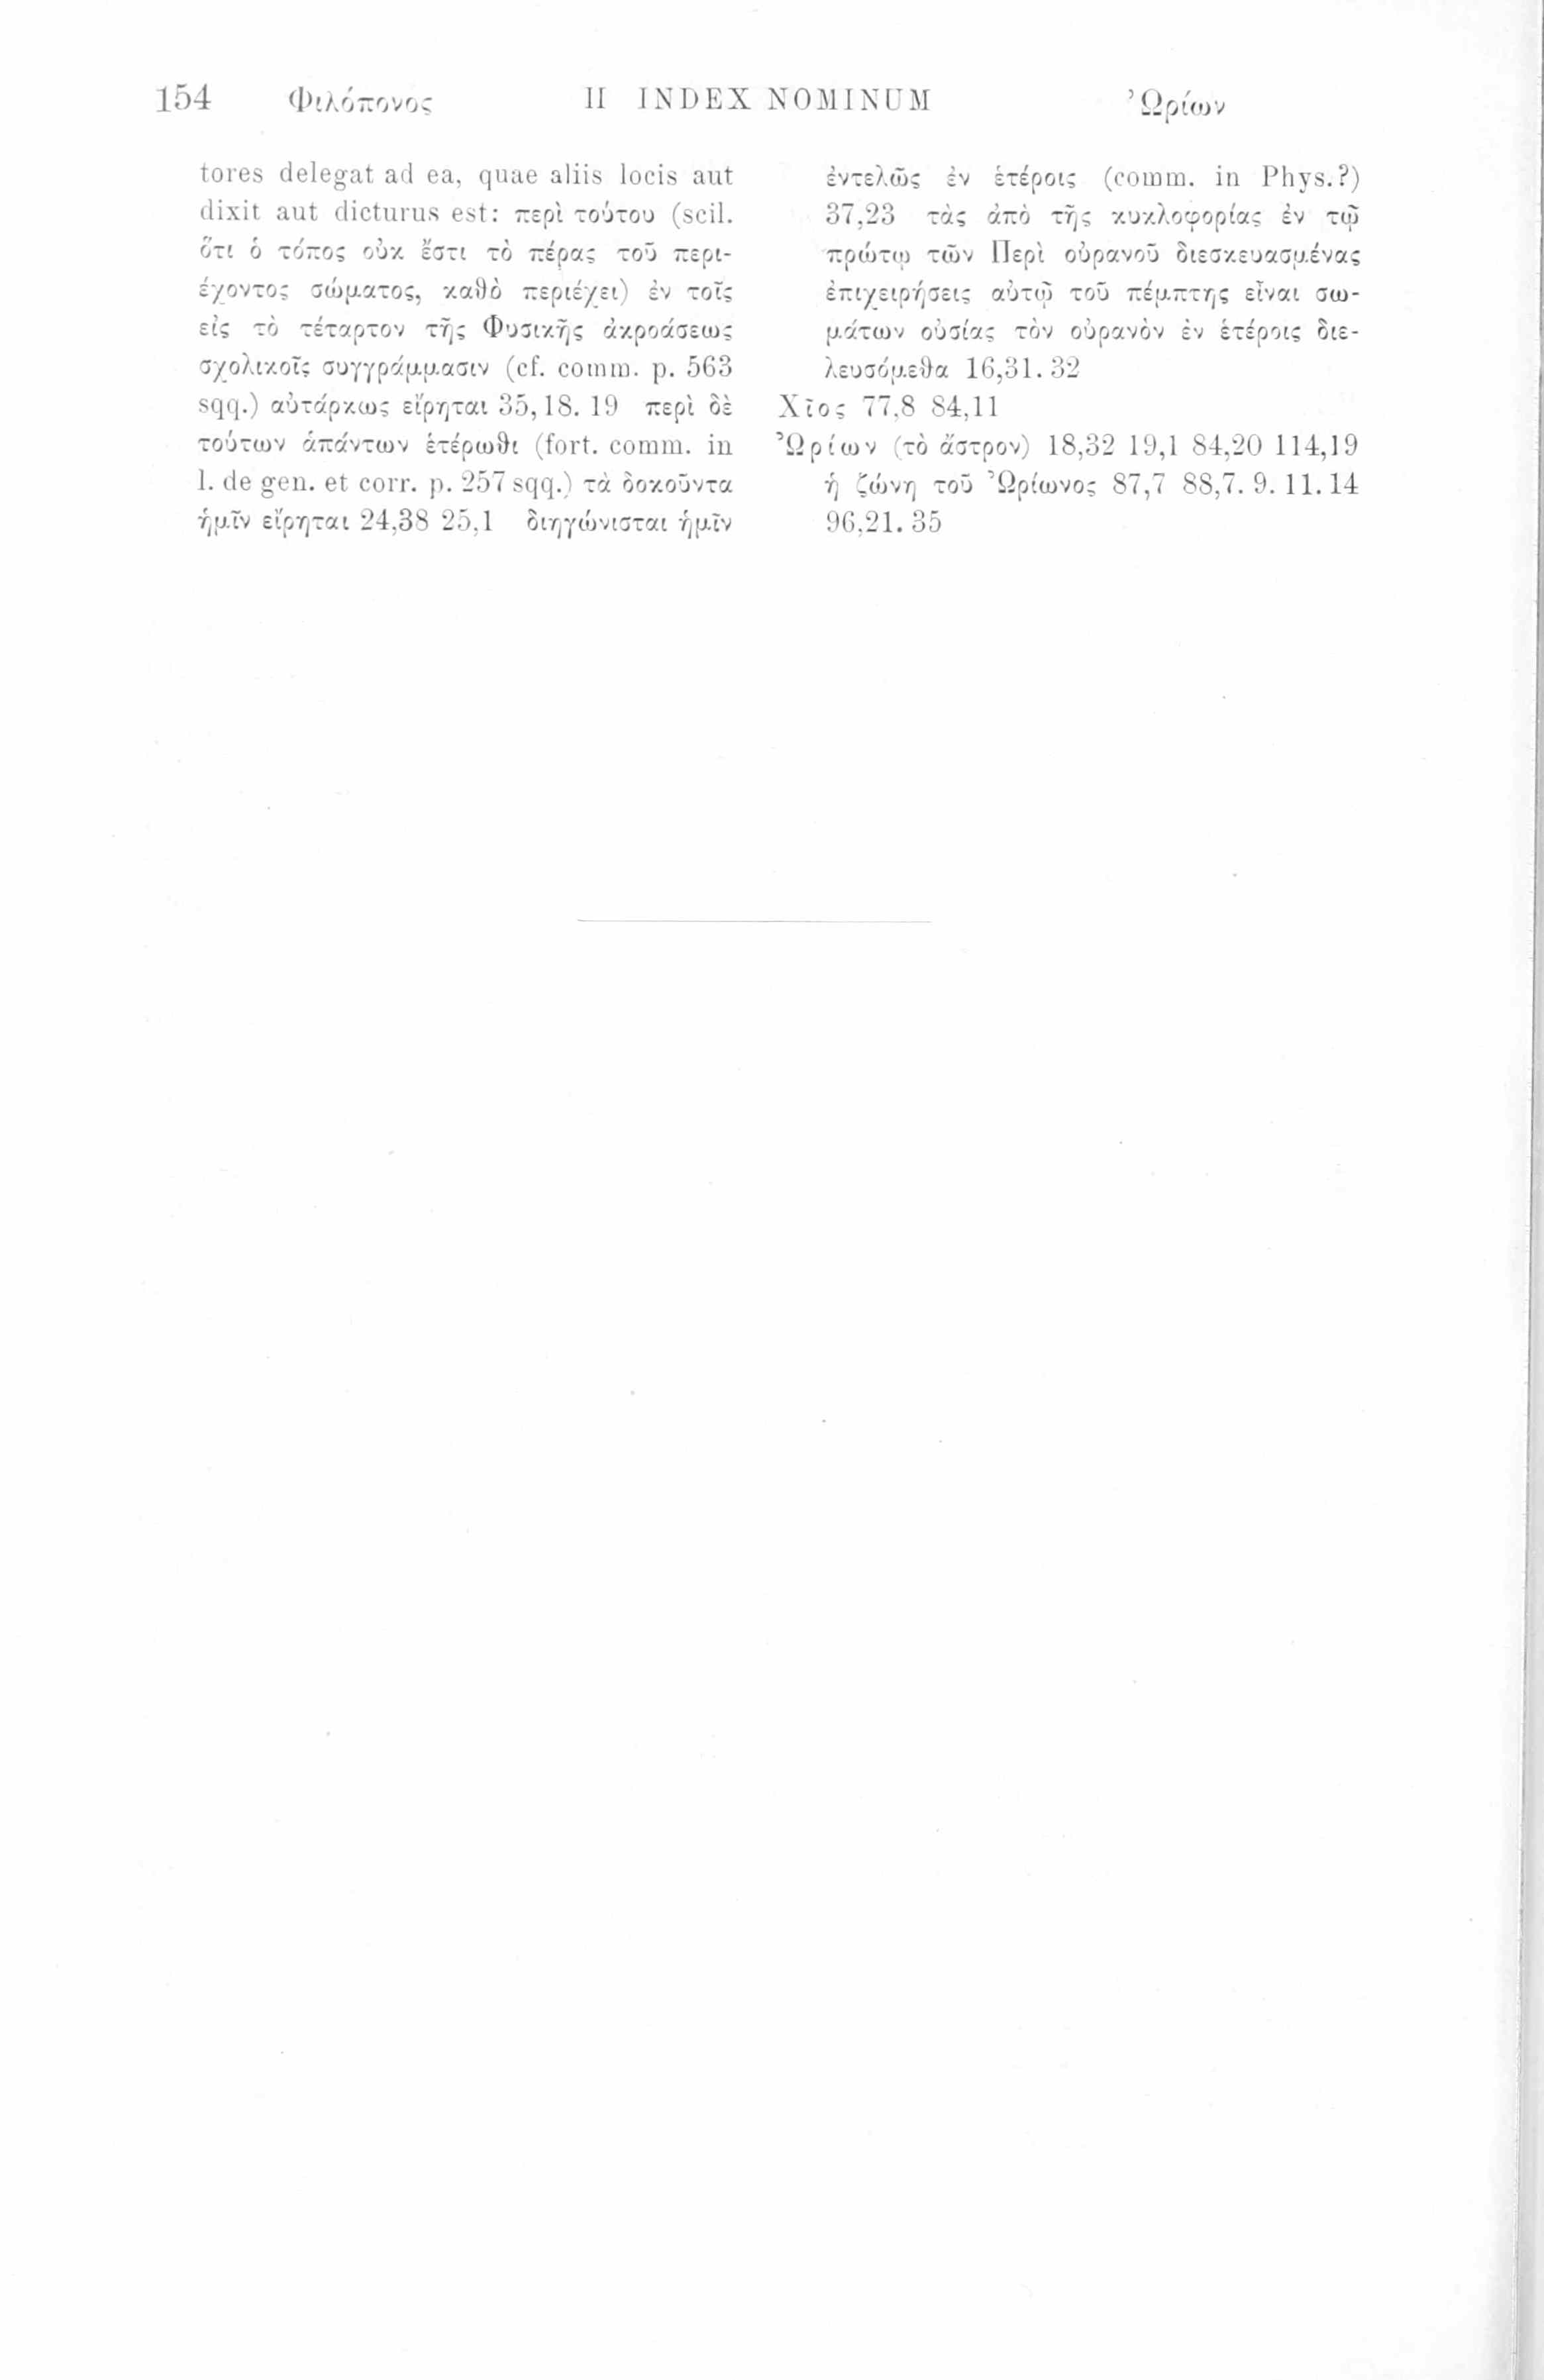 154 Φιλόπονος II INDEX NOMINUM Ὠρίων
tores delegat ad ea, quae aliis locis aut
dixit aut dicturus est: περὶ τούτου (scil.
ὅτι ὁ τόπος οὐκ ἔστι τὸ πέρας τοῦ περι-
έχοντος σώματος, καθὸ περιέχει) ἐν τοῖς
εἰς τὸ τέταρτον τῆς Φυσικῆς ἀκροάσεως
σχολικοῖς συγγράμμασιν (cf. comm. p. 563
sqq.) αὐτάρκως εἴρηται 35,18. 19 περὶ δὲ
τούτων ἁπάντων ἑτέρωθι (fort. comm. in
l. de gen. et corr. p. 257 sqq.) τὰ δοκοῦντα
ἡμῖν εἴρηται 24,38 25,1 διηγώνισται ἡμῖν
ἐντελῶς ἐν ἑτέροις (comm. in Phys.?)
37,23 τὰς ἀπὸ τῆς κυκλοφορίας ἐν τῷ
πρώτῳ τῶν Περὶ οὐρανοῦ διεσκευασμένας
ἐπιχειρήσεις αὐτῷ τοῦ πέμπτης εἶναι σω-
μάτων οὐσίας τὸν οὐρανὸν ἐν ἑτέροις διε-
λευσόμεθα 16,31. 32
Χῖος 77,8 84,11
Ὠρίων (τὸ ἄστρον) 18,32 19,1 84,20 114,19
ἡ ζώνη τοῦ Ὠρίωνος 87,7 88,7. 9. 11. 14
96,21. 35